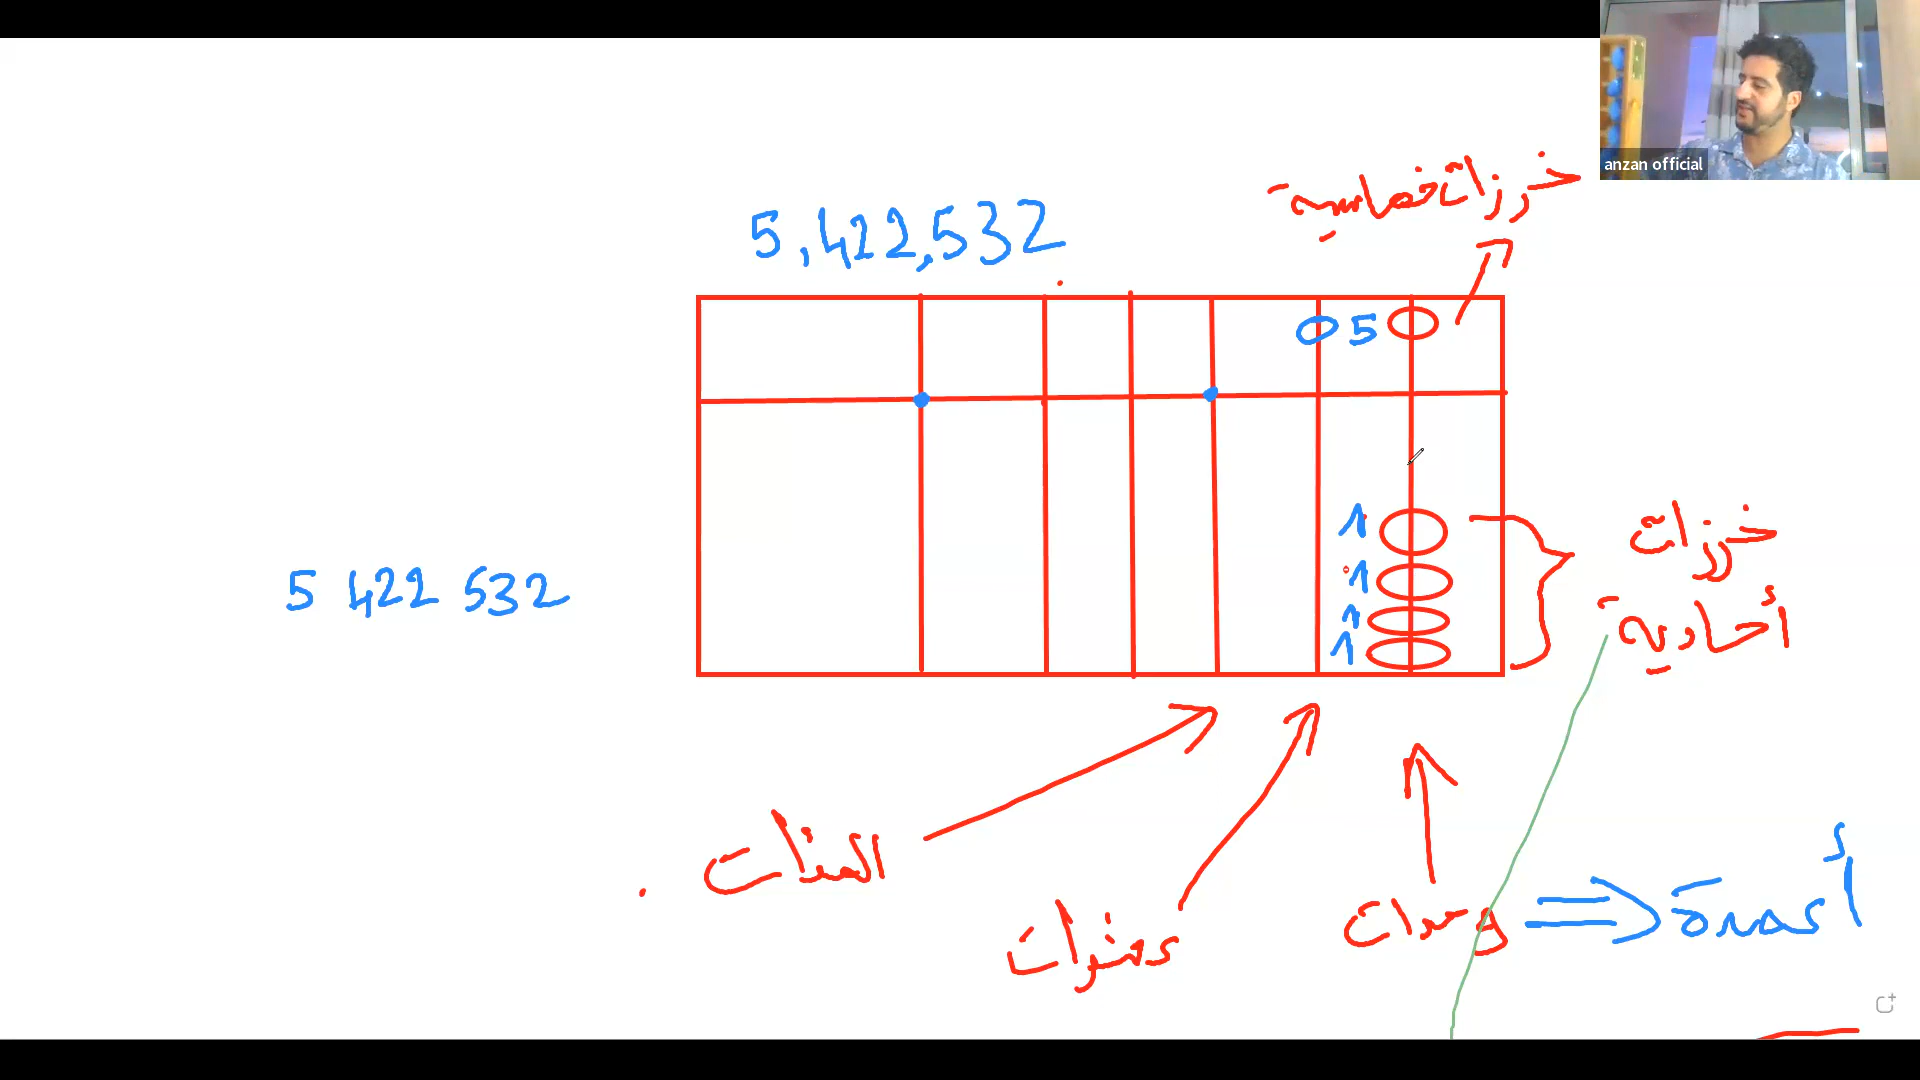 anzan official
خرزات خماسية
5,422,532
5
1
1
1
1
خرزات
أحادية
5 422 532
المئات
عشرات
وحدات
أعمدة